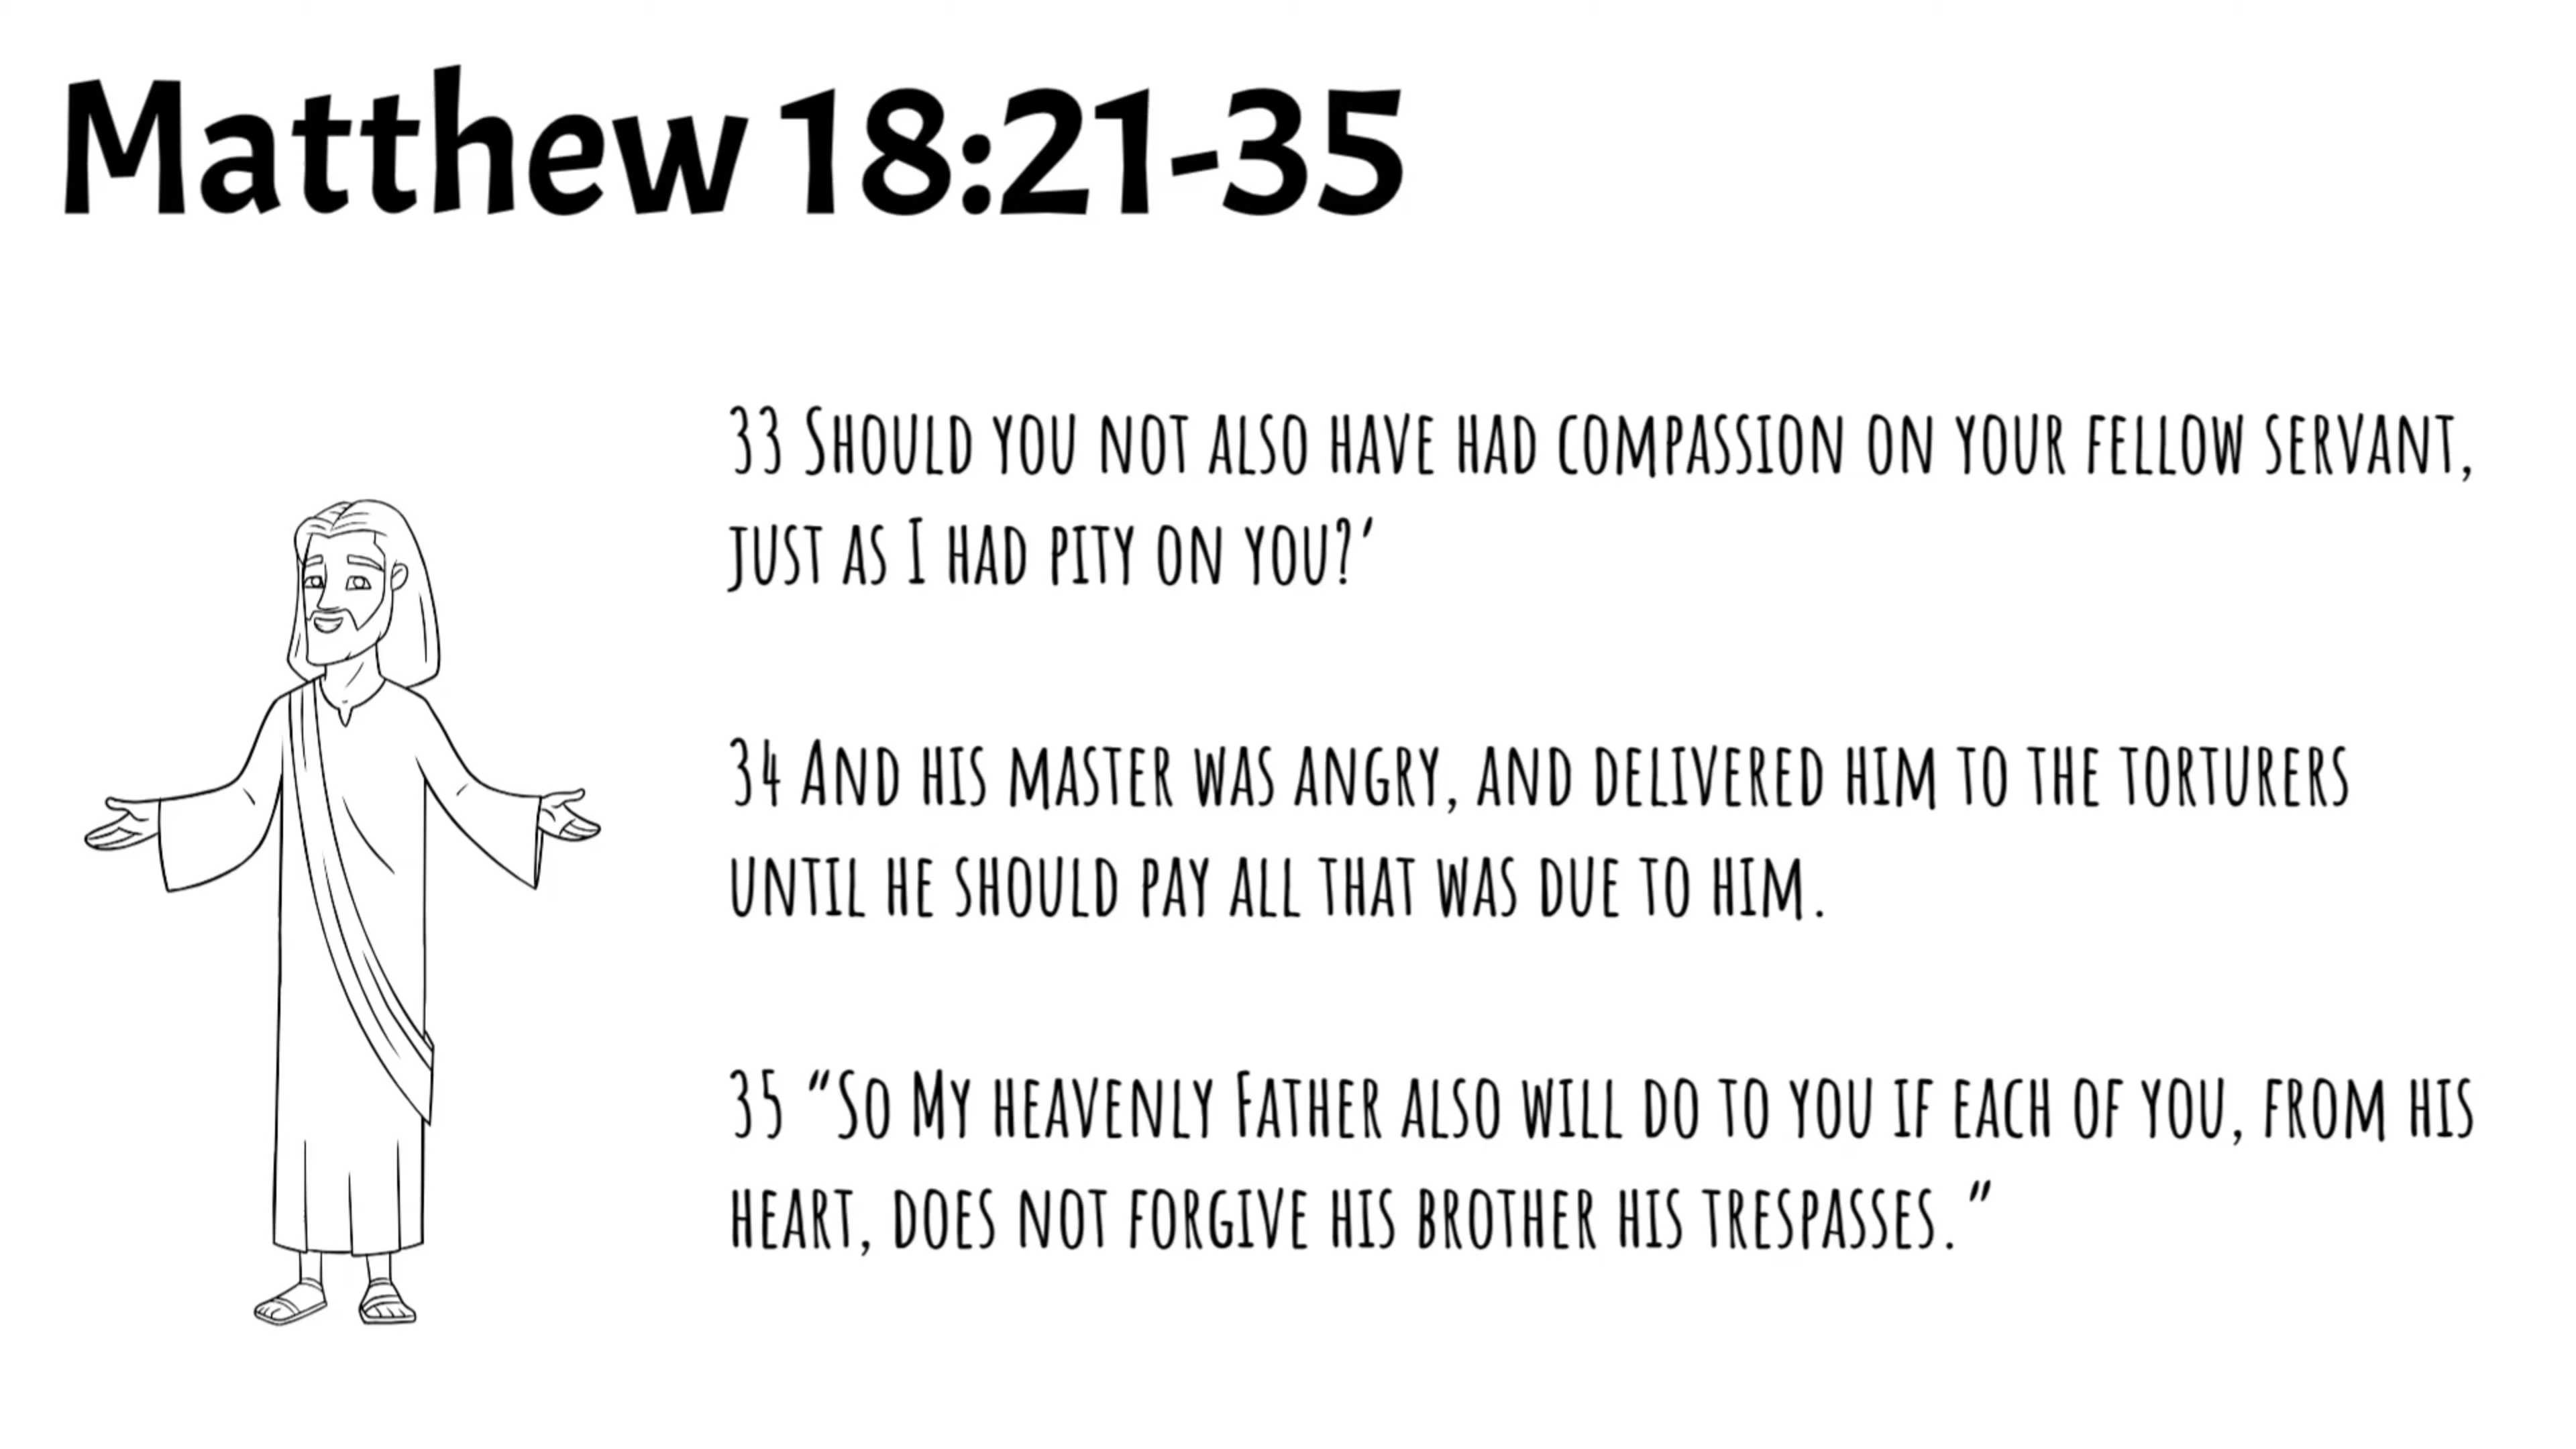 Matthew 18:21-35
33 Should you not also have had compassion on your fellow servant,
just as I had pity on you?’
34 And his master was angry, and delivered him to the torturers
until he should pay all that was due to him.
35 “So My heavenly Father also will do to you if each of you, from his
heart, does not forgive his brother his trespasses.”